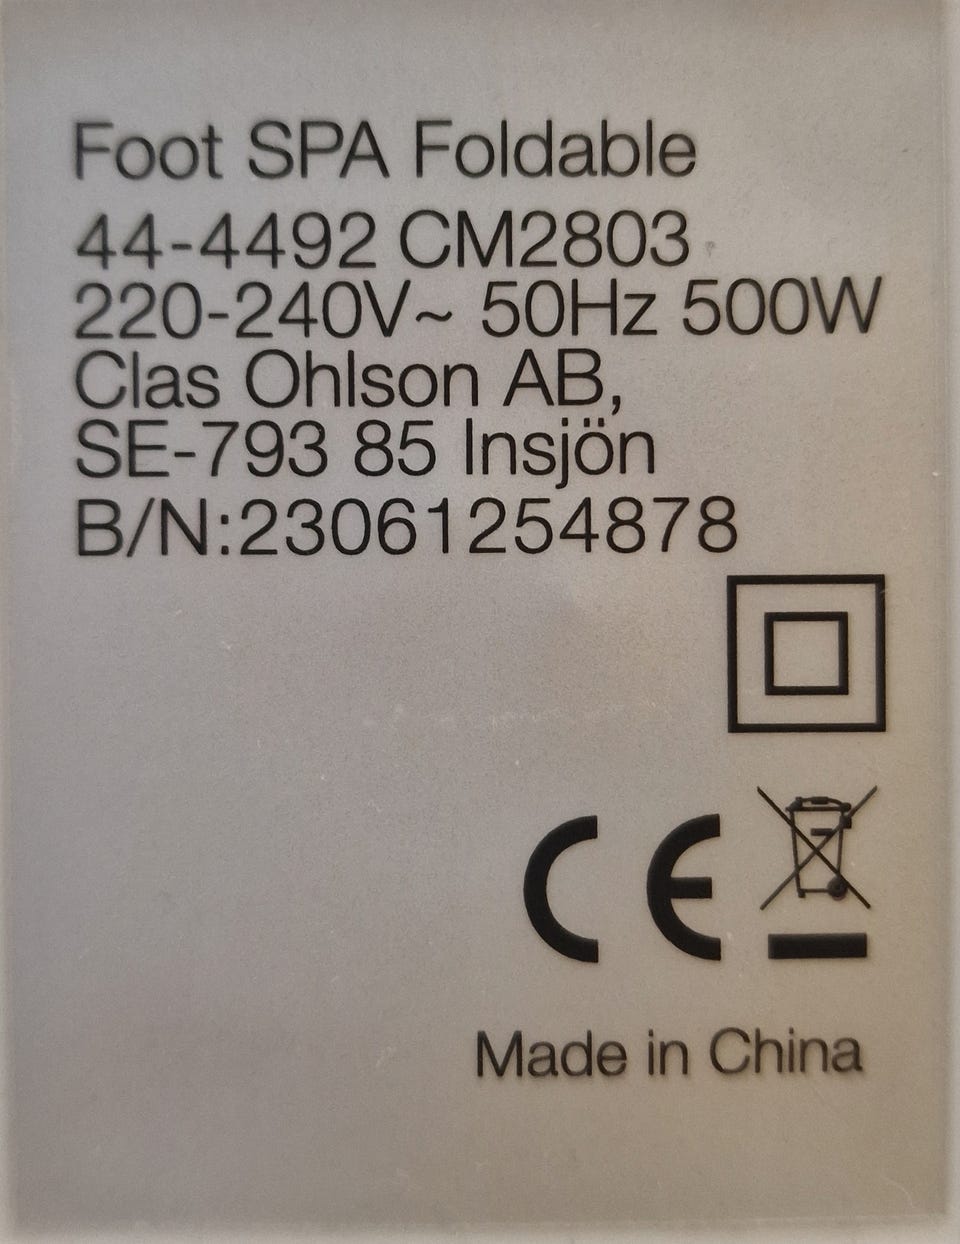 Foot SPA Foldable
44-4492 CM2803
220-240V~ 50Hz 500W
Clas Ohlson AB,
SE-793 85 Insjön
B/N:23061254878
CE
Made in China